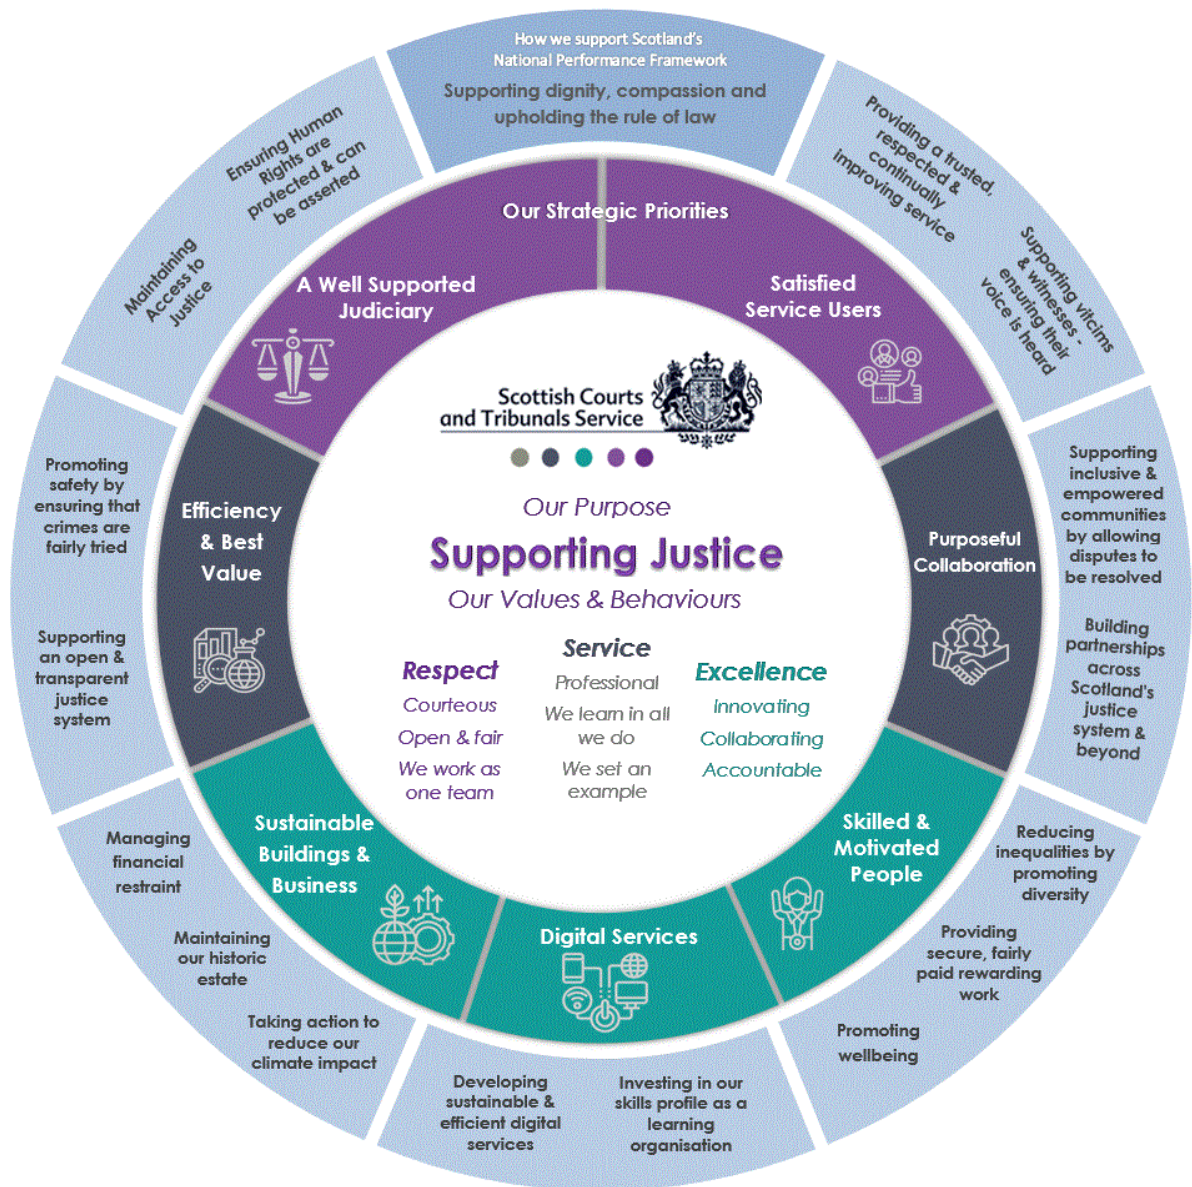 How we support Scotland's
National Performance Framework
Supporting dignity, compassion and
upholding the rule of law
Providing a trusted,
respected &
continually
improving service
Supporting vitcims
& witnesses -
ensuring their
voice is heard
Supporting
inclusive &
empowered
communities
by allowing
disputes to
be resolved
Building
partnerships
across
Scotland's
justice
system &
beyond
Reducing
inequalities by
promoting
diversity
Providing
secure, fairly
paid rewarding
work
Promoting
wellbeing
Investing in our
skills profile as a
learning
organisation
Developing
sustainable &
efficient digital
services
Taking action to
reduce our
climate impact
Maintaining
our historic
estate
Managing
financial
restraint
Supporting
an open &
transparent
justice
system
Promoting
safety by
ensuring that
crimes are
fairly tried
Maintaining
Access to
Justice
Ensuring Human
Rights are
protected & can
be asserted
Our Strategic Priorities
A Well Supported
Judiciary
Satisfied
Service Users
Purposeful
Collaboration
Skilled &
Motivated
People
Digital Services
Sustainable
Buildings &
Business
Efficiency
& Best
Value
Scottish Courts
and Tribunals Service
Our Purpose
Supporting Justice
Our Values & Behaviours
Respect
Courteous
Open & fair
We work as
one team
Service
Professional
We learn in all
we do
We set an
example
Excellence
Innovating
Collaborating
Accountable